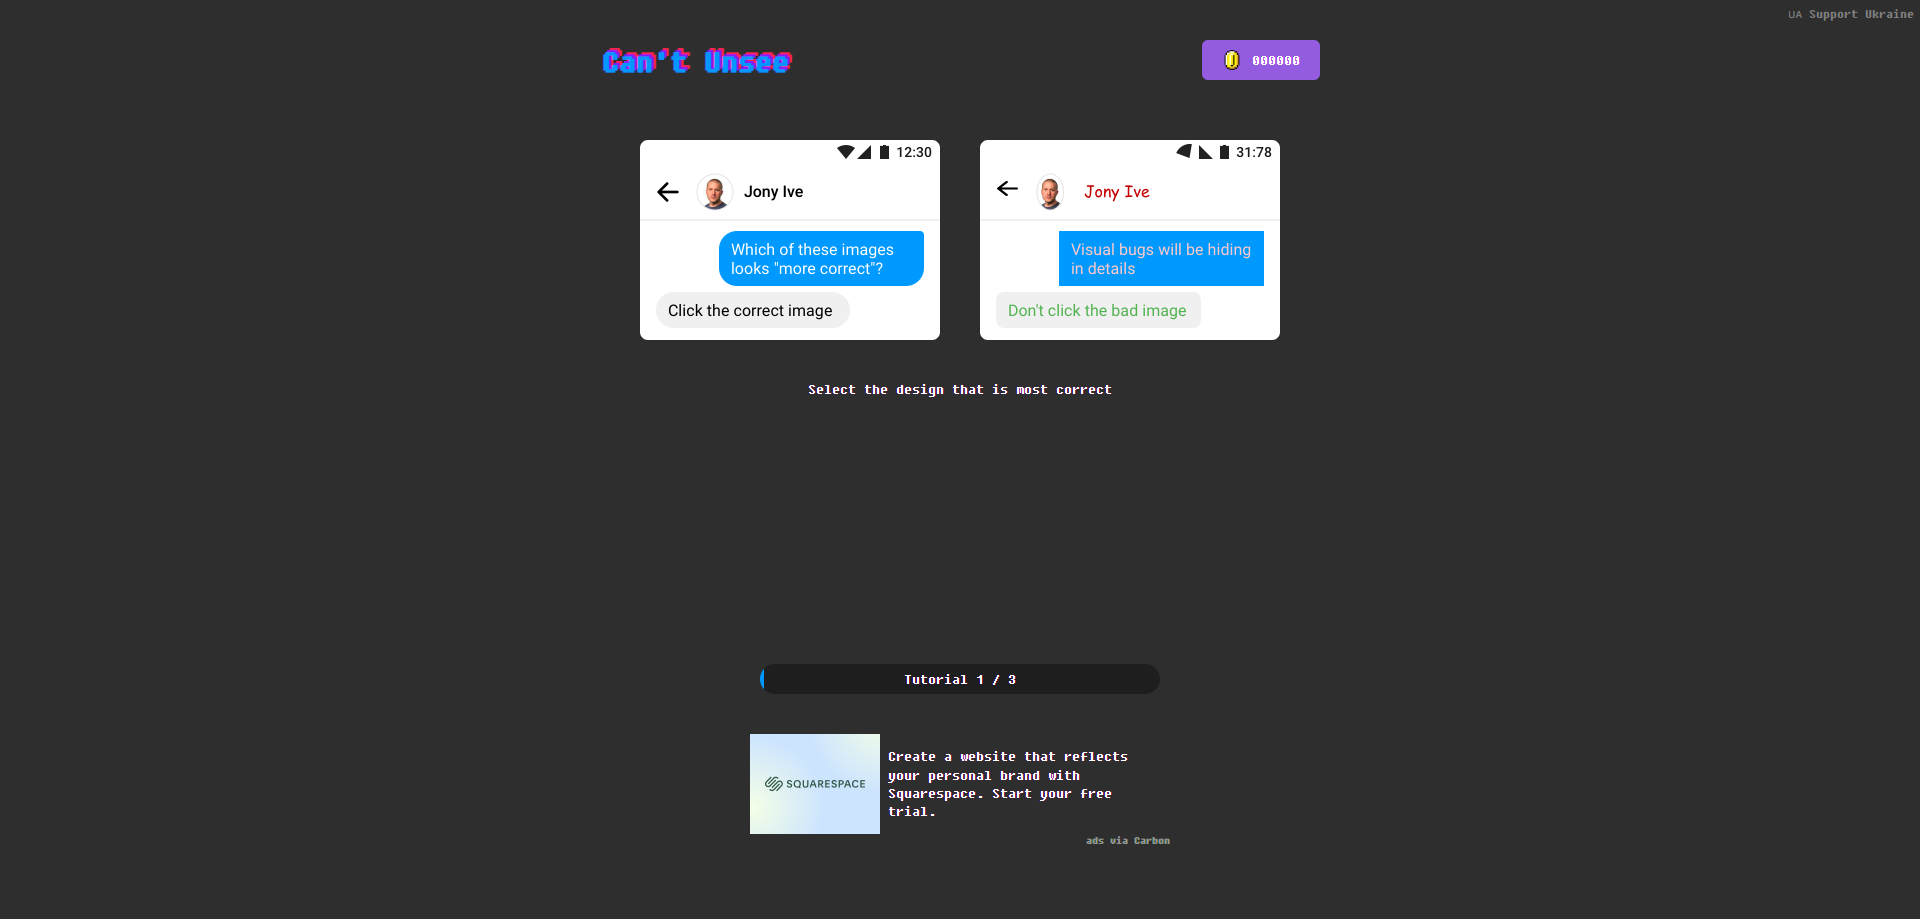 UA Support Ukraine
Can't Unsee
000000
12:30
Jony Ive
Which of these images
looks "more correct"?
Click the correct image
31:78
Jony Ive
Visual bugs will be hiding
in details
Don't click the bad image
Select the design that is most correct
Tutorial 1 / 3
SQUARESPACE
Create a website that reflects
your personal brand with
Squarespace. Start your free
trial.
ads via Carbon